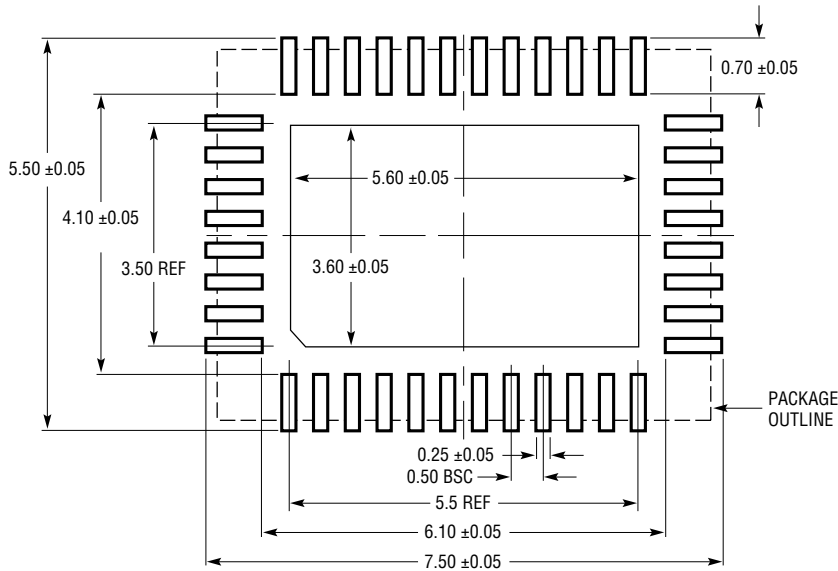 0.70 ±0.05
5.50 ±0.05
5.60 ±0.05
4.10 ±0.05
3.50 REF
3.60 ±0.05
PACKAGE
OUTLINE
0.25 ±0.05
0.50 BSC
5.5 REF
6.10 ±0.05
7.50 ±0.05